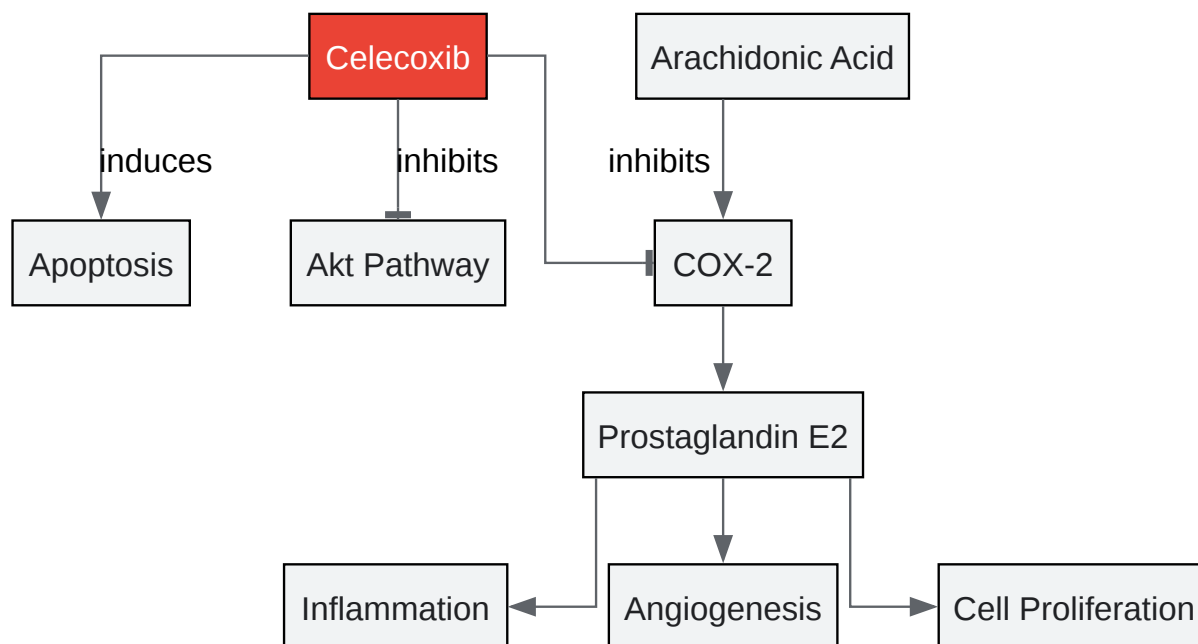 Celecoxib
Arachidonic Acid
induces
inhibits
inhibits
Apoptosis
Akt Pathway
COX-2
Prostaglandin E2
Inflammation
Angiogenesis
Cell Proliferation